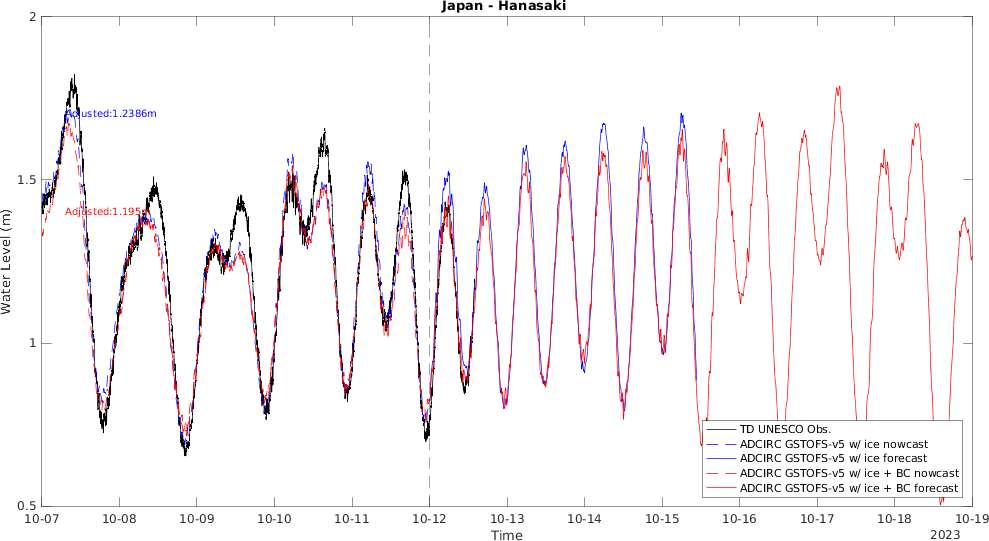 Japan - Hanasaki
2
1.5
1
0.5
Water Level (m)
Adjusted:1.2386m
Adjusted:1.195
TD UNESCO Obs.
ADCIRC GSTOFS-v5 w/ ice nowcast
ADCIRC GSTOFS-v5 w/ ice forecast
ADCIRC GSTOFS-v5 w/ ice + BC nowcast
ADCIRC GSTOFS-v5 w/ ice + BC forecast
10-07 10-08 10-09 10-10 10-11 10-12 10-13 10-14 10-15 10-16 10-17 10-18 10-19
Time
2023